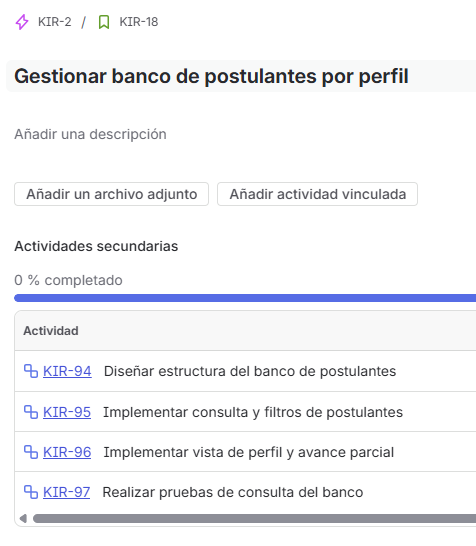 KIR-2 / KIR-18
Gestionar banco de postulantes por perfil
Añadir una descripción
Añadir un archivo adjunto Añadir actividad vinculada
Actividades secundarias
0 % completado
Actividad
KIR-94 Diseñar estructura del banco de postulantes
KIR-95 Implementar consulta y filtros de postulantes
KIR-96 Implementar vista de perfil y avance parcial
KIR-97 Realizar pruebas de consulta del banco